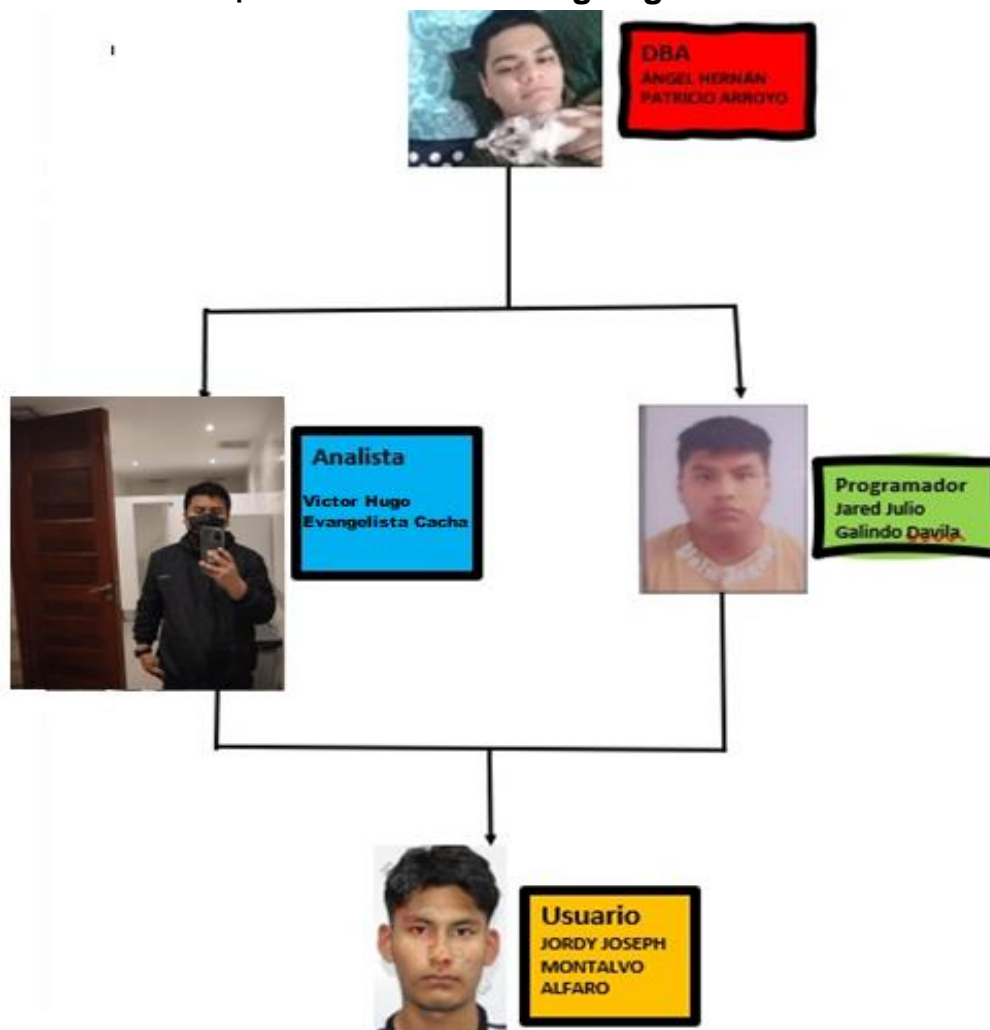 DBA
ÁNGEL HERNÁN
PATRICIO ARROYO
Analista
Victor Hugo
Evangelista Cacha
Programador
Jared Julio
Galindo Davila
Usuario
JORDY JOSEPH
MONTALVO
ALFARO